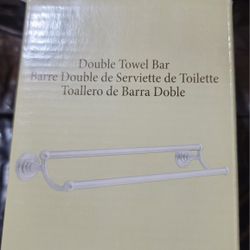 Double Towel Bar
Barre Double de Serviette de Toilette
Toallero de Barra Doble